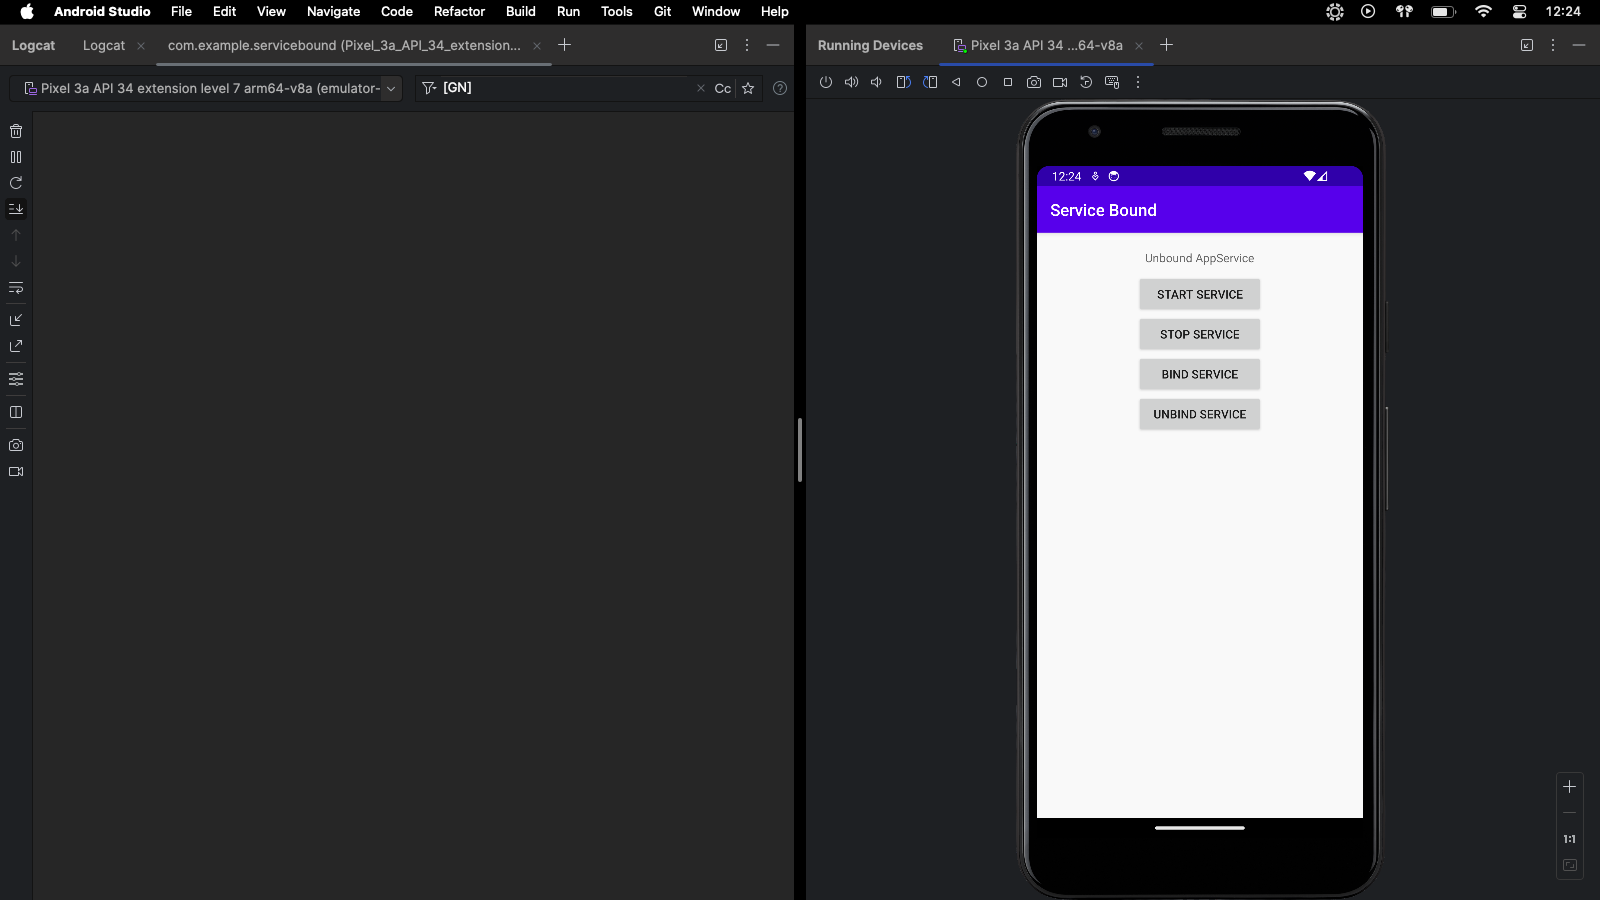 Android Studio File Edit View Navigate Code Refactor Build Run Tools Git Window Help 12:24
Logcat Logcat com.example.servicebound (Pixel_3a_API_34_extension...
Pixel 3a API 34 extension level 7 arm64-v8a (emulator- [GN] Cc
Running Devices Pixel 3a API 34 ...64-v8a
12:24
Service Bound
Unbound AppService
START SERVICE
STOP SERVICE
BIND SERVICE
UNBIND SERVICE
1:1